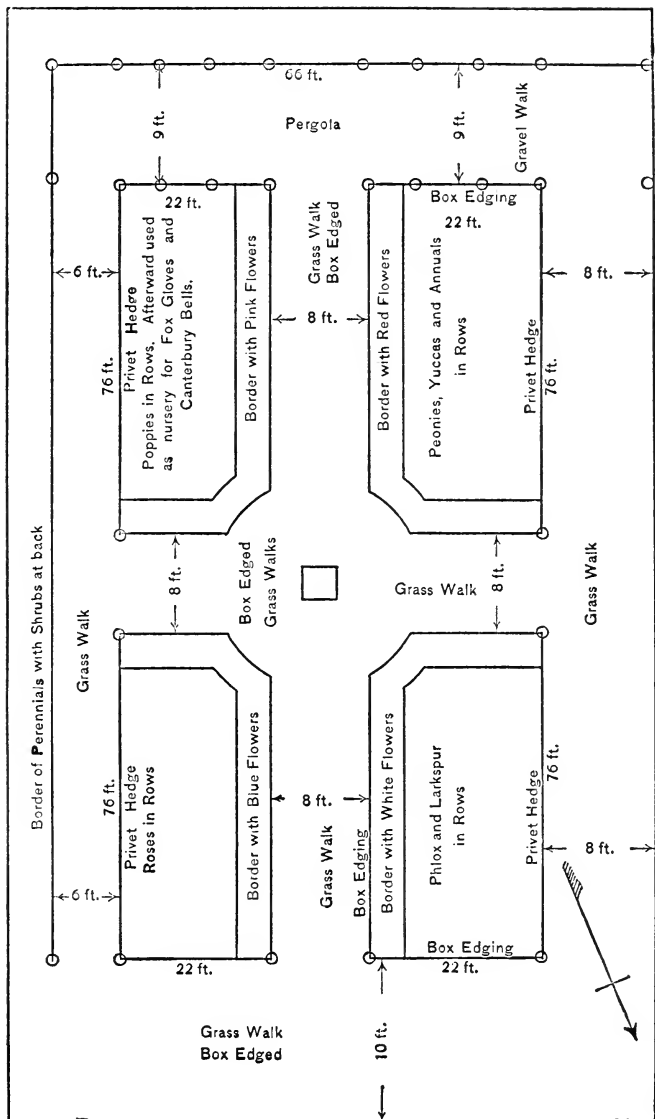 66 ft.
9 ft.
Pergola
9 ft.
Gravel Walk
22 ft.
Box Edging
22 ft.
Grass Walk
Box Edged
6 ft.
8 ft.
8 ft.
76 ft.
Privet Hedge
Poppies in Rows. Afterward used
as nursery for Fox Gloves and
Canterbury Bells.
Border with Pink Flowers
Border with Red Flowers
Peonies, Yuccas and Annuals
in Rows
Privet Hedge
76 ft.
Border of Perennials with Shrubs at back
Grass Walk
8 ft.
Box Edged
Grass Walks
Grass Walk
8 ft.
Grass Walk
76 ft.
Privet Hedge
Roses in Rows
Border with Blue Flowers
8 ft.
Grass Walk
Box Edging
Border with White Flowers
Phlox and Larkspur
in Rows
Privet Hedge
76 ft.
6 ft.
8 ft.
22 ft.
Box Edging
22 ft.
Grass Walk
Box Edged
10 ft.